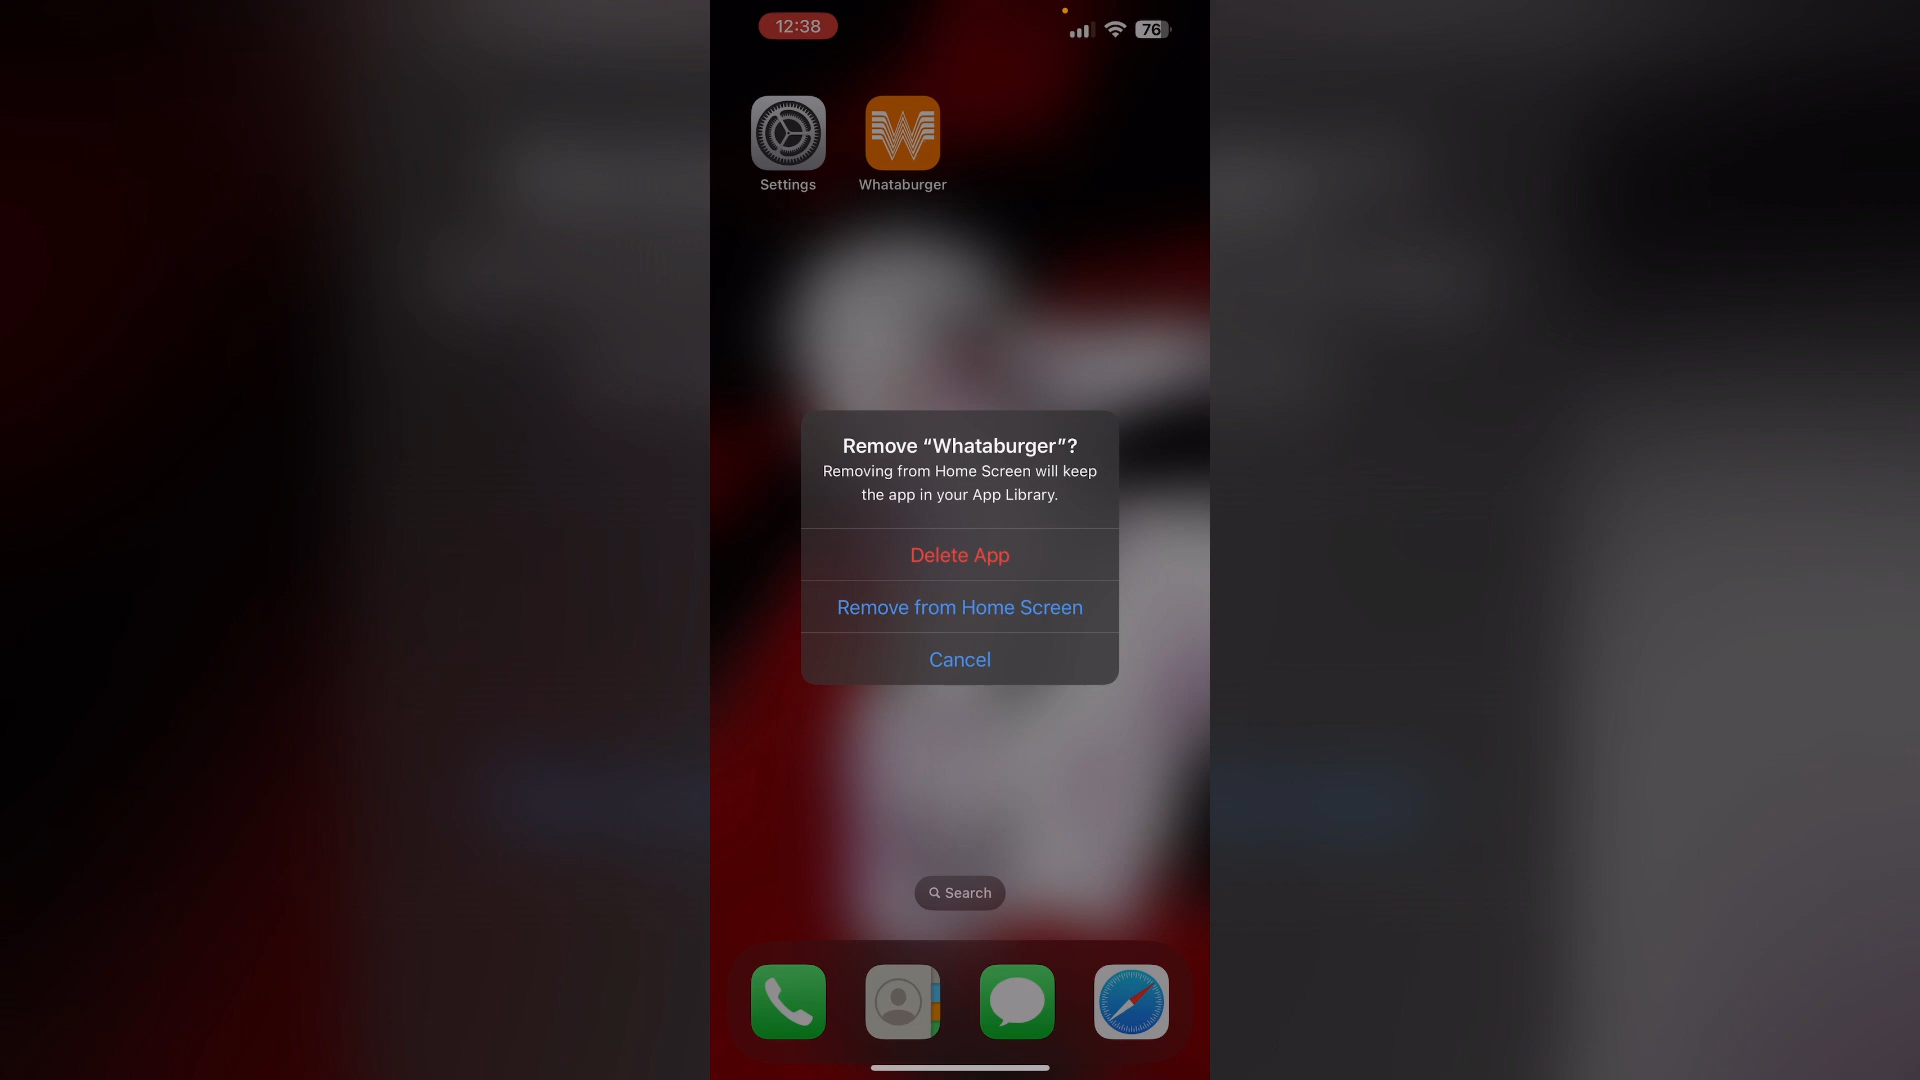 12:38
76
Settings
Whataburger
Remove “Whataburger”?
Removing from Home Screen will keep
the app in your App Library.
Delete App
Remove from Home Screen
Cancel
Search